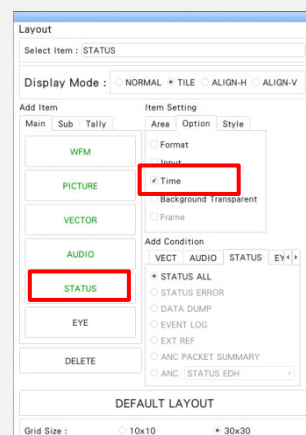 Layout
Select Item : STATUS
Display Mode : NORMAL TILE ALIGN-H ALIGN-V
Add Item
Main Sub Tally
WFM
PICTURE
VECTOR
AUDIO
STATUS
EYE
DELETE
Item Setting
Area Option Style
Format
Input
Time
Background Transparent
Frame
Add Condition
VECT AUDIO STATUS EY
STATUS ALL
STATUS ERROR
DATA DUMP
EVENT LOG
EXT REF
ANC PACKET SUMMARY
ANC STATUS EDH
DEFAULT LAYOUT
Grid Size : 10x10 30x30